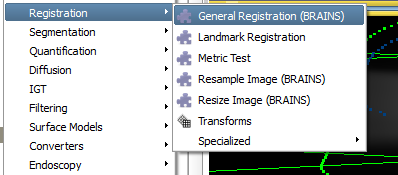 Registration
Segmentation
Quantification
Diffusion
IGT
Filtering
Surface Models
Converters
Endoscopy
General Registration (BRAINS)
Landmark Registration
Metric Test
Resample Image (BRAINS)
Resize Image (BRAINS)
Transforms
Specialized